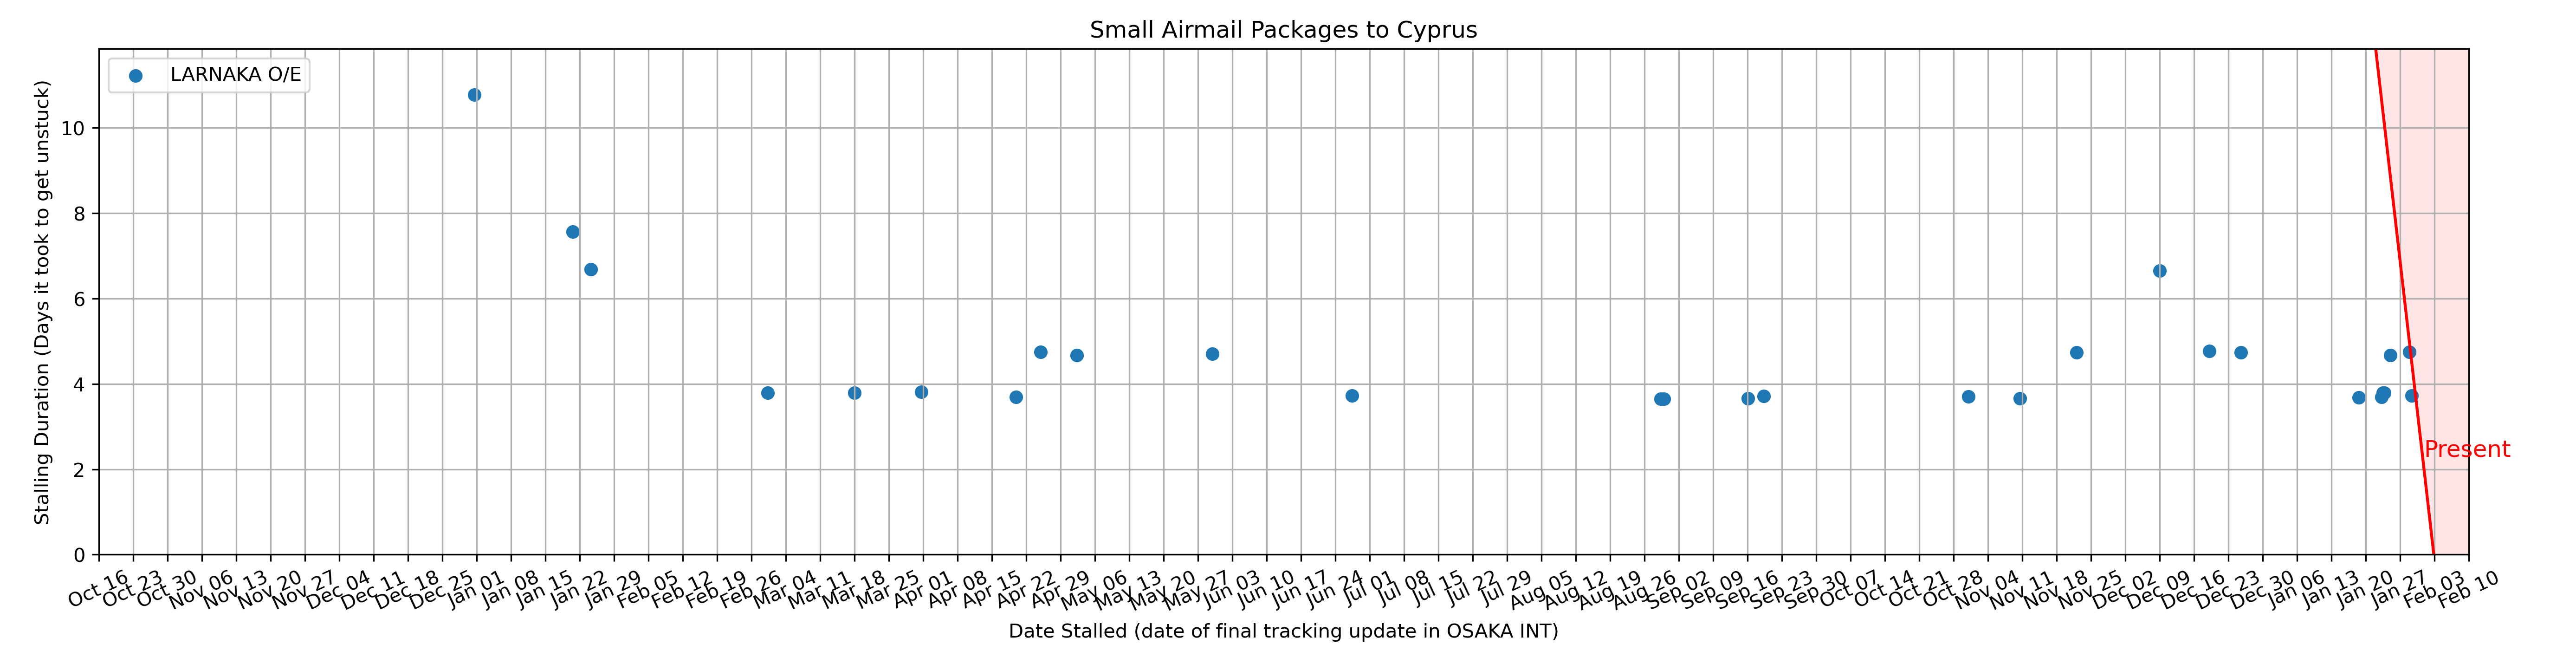 Small Airmail Packages to Cyprus
LARNAKA O/E
Stalling Duration (Days it took to get unstuck)
10
8
6
4
2
0
Present
Oct 16 Oct 23 Oct 30 Nov 06 Nov 13 Nov 20 Nov 27 Dec 04 Dec 11 Dec 18 Dec 25 Jan 01 Jan 08 Jan 15 Jan 22 Jan 29 Feb 05 Feb 12 Feb 19 Feb 26 Mar 04 Mar 11 Mar 18 Mar 25 Apr 01 Apr 08 Apr 15 Apr 22 Apr 29 May 06 May 13 May 20 May 27 Jun 03 Jun 10 Jun 17 Jun 24 Jul 01 Jul 08 Jul 15 Jul 22 Jul 29 Aug 05 Aug 12 Aug 19 Aug 26 Sep 02 Sep 09 Sep 16 Sep 23 Sep 30 Oct 07 Oct 14 Oct 21 Oct 28 Nov 04 Nov 11 Nov 18 Nov 25 Dec 02 Dec 09 Dec 16 Dec 23 Dec 30 Jan 06 Jan 13 Jan 20 Jan 27 Feb 03 Feb 10
Date Stalled (date of final tracking update in OSAKA INT)